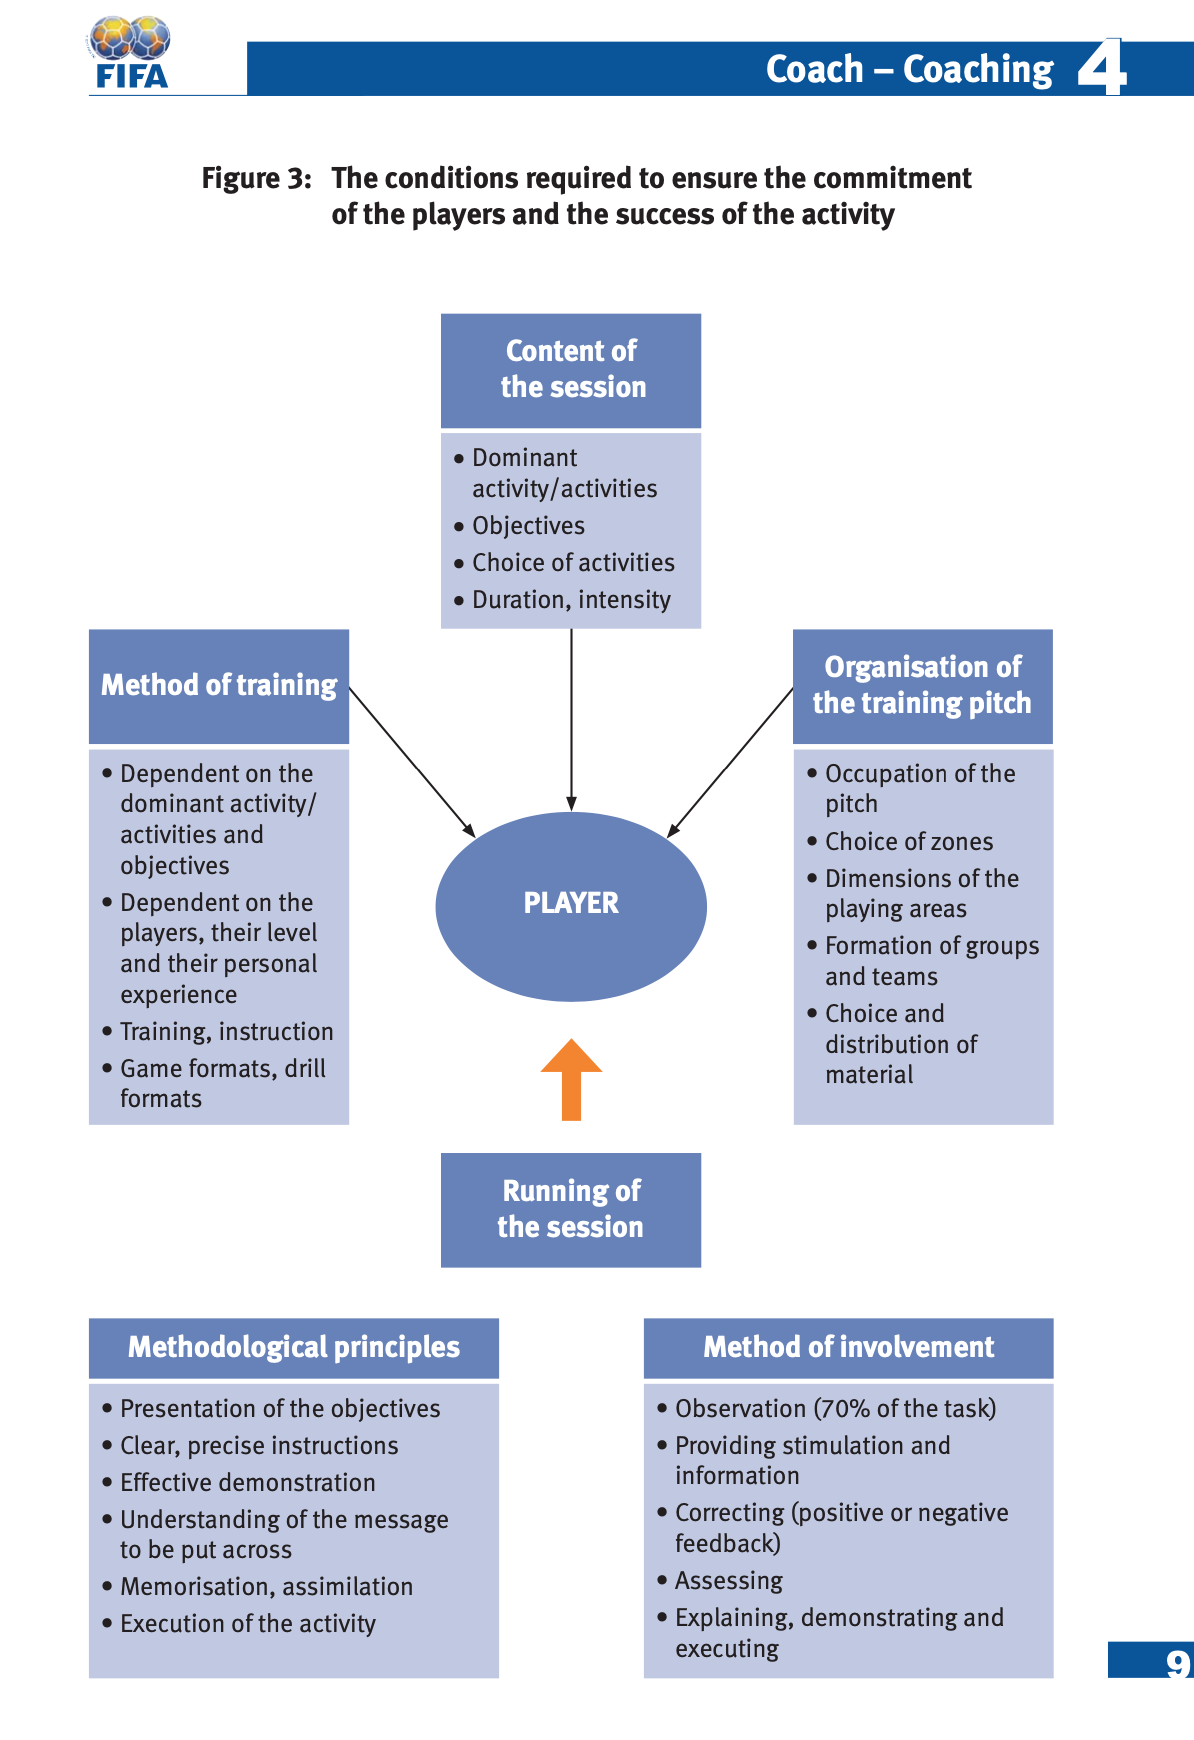 FIFA
Coach – Coaching 4
Figure 3: The conditions required to ensure the commitment
of the players and the success of the activity
Content of
the session
• Dominant
activity/activities
• Objectives
• Choice of activities
• Duration, intensity
Method of training
• Dependent on the
dominant activity/
activities and
objectives
• Dependent on the
players, their level
and their personal
experience
• Training, instruction
• Game formats, drill
formats
Organisation of
the training pitch
• Occupation of the
pitch
• Choice of zones
• Dimensions of the
playing areas
• Formation of groups
and teams
• Choice and
distribution of
material
PLAYER
Running of
the session
Methodological principles
• Presentation of the objectives
• Clear, precise instructions
• Effective demonstration
• Understanding of the message
to be put across
• Memorisation, assimilation
• Execution of the activity
Method of involvement
• Observation (70% of the task)
• Providing stimulation and
information
• Correcting (positive or negative
feedback)
• Assessing
• Explaining, demonstrating and
executing
9